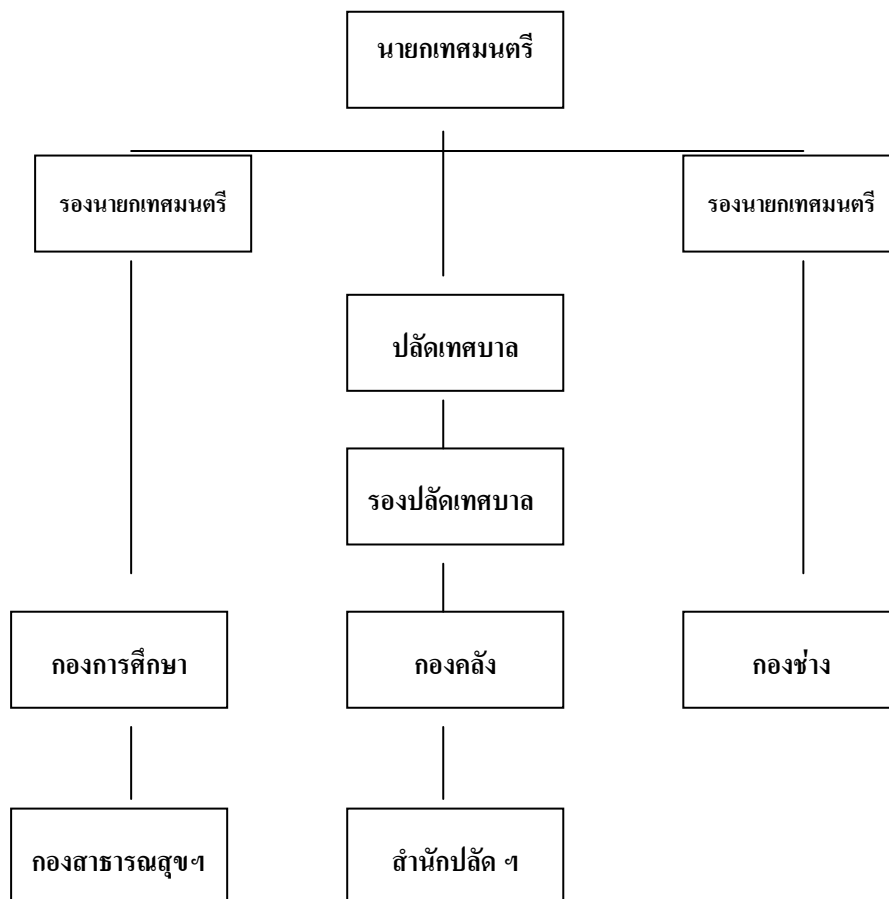 นายกเทศมนตรี
รองนายกเทศมนตรี
รองนายกเทศมนตรี
ปลัดเทศบาล
รองปลัดเทศบาล
กองการศึกษา
กองคลัง
กองช่าง
กองสาธารณสุขฯ
สำนักปลัด ฯ